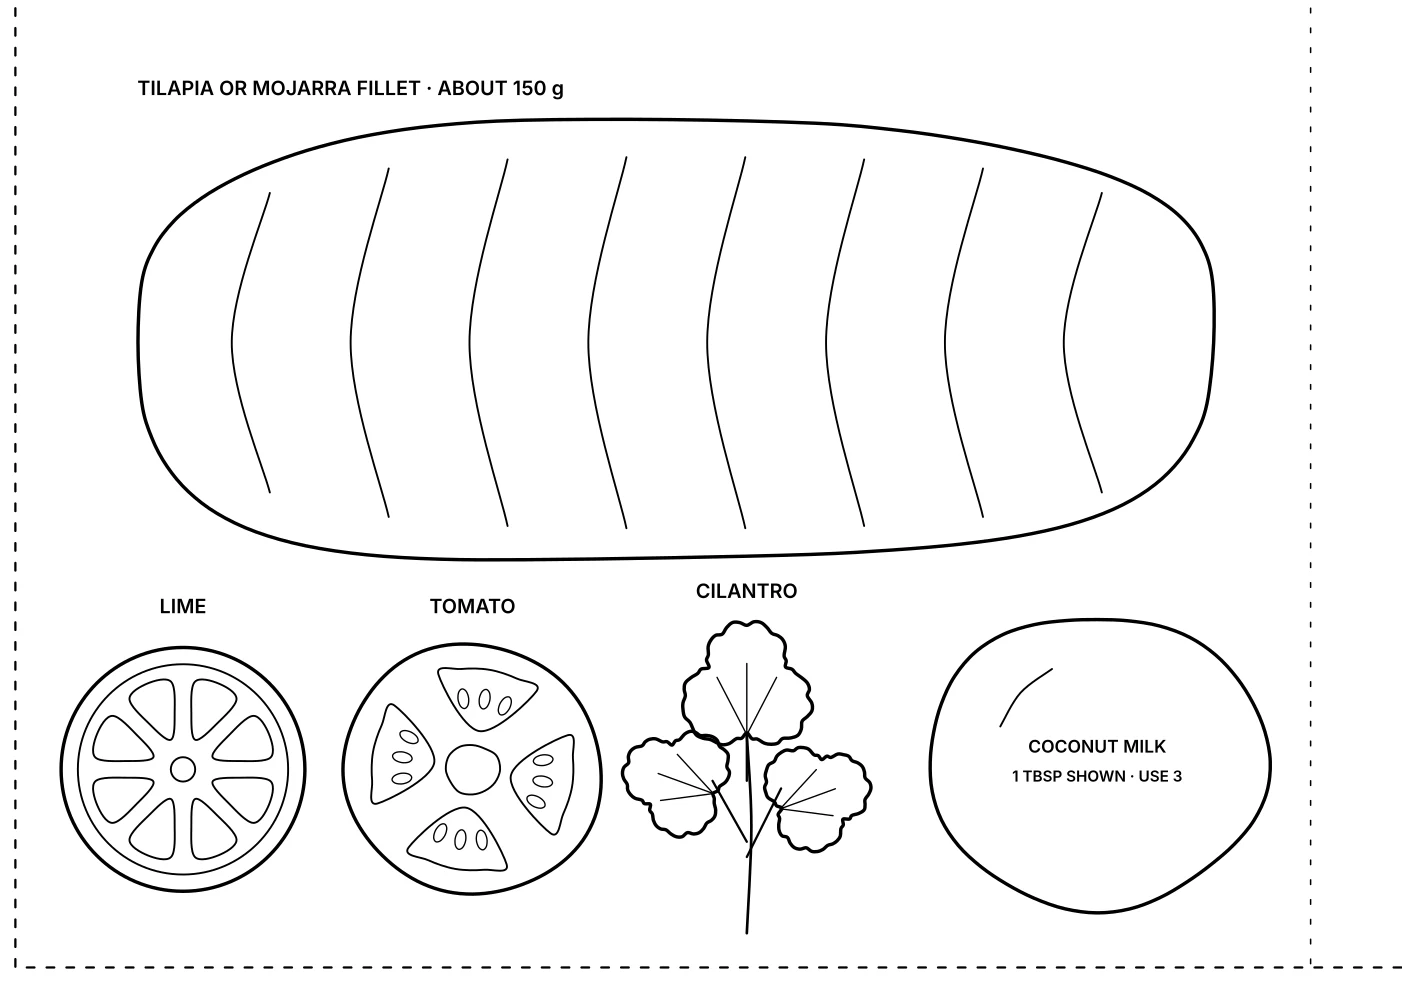 TILAPIA OR MOJARRA FILLET · ABOUT 150 g
LIME
TOMATO
CILANTRO
COCONUT MILK
1 TBSP SHOWN · USE 3